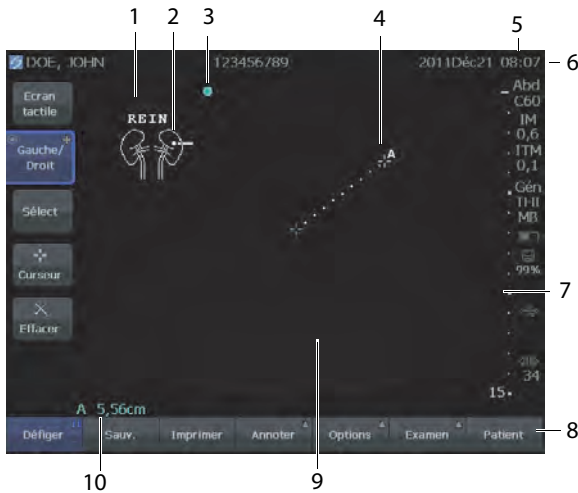 1 2 3 4 5
DOE, JOHN 123456789 2011Déc21 08:07 6
Ecran tactile
Gauche/ Droit
Sélect
Curseur
Effacer
REIN
A
Abd
C60
IM
0,6
ITM
0,1
Gén
THI
MB
99%
7
34
15
A 5,56cm
Défiger Sauv. Imprimer Annoter Options Examen Patient 8
10 9